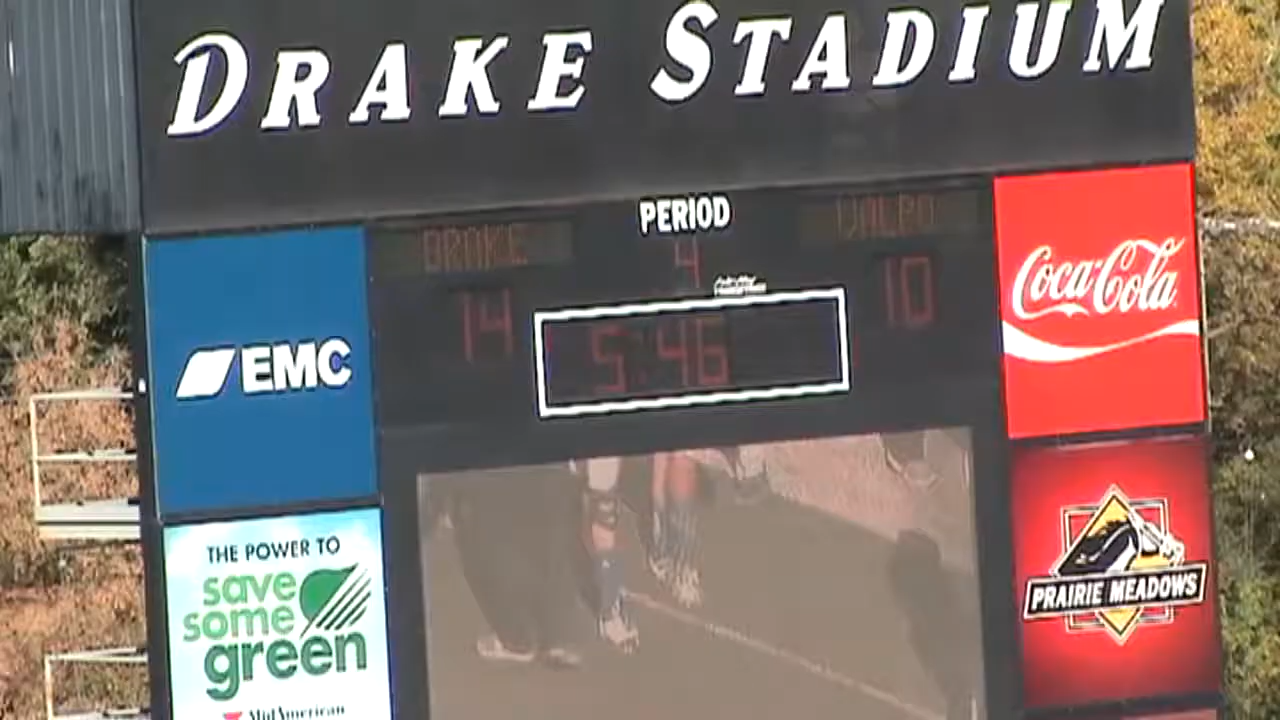 DRAKE STADIUM
PERIOD
DRAKE
VALPO
4
14
10
5:46
EMC
Coca-Cola
THE POWER TO
save
some
green
MidAmerican
PRAIRIE MEADOWS